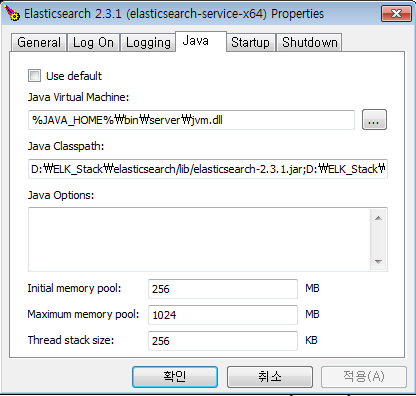 Elasticsearch 2.3.1 (elasticsearch-service-x64) Properties
General Log On Logging Java Startup Shutdown
Use default
Java Virtual Machine:
%JAVA_HOME%₩bin₩server₩jvm.dll
...
Java Classpath:
D:₩ELK_Stack₩elasticsearch/lib/elasticsearch-2.3.1.jar;D:₩ELK_Stack₩
Java Options:
Initial memory pool: 256 MB
Maximum memory pool: 1024 MB
Thread stack size: 256 KB
확인 취소 적용(A)